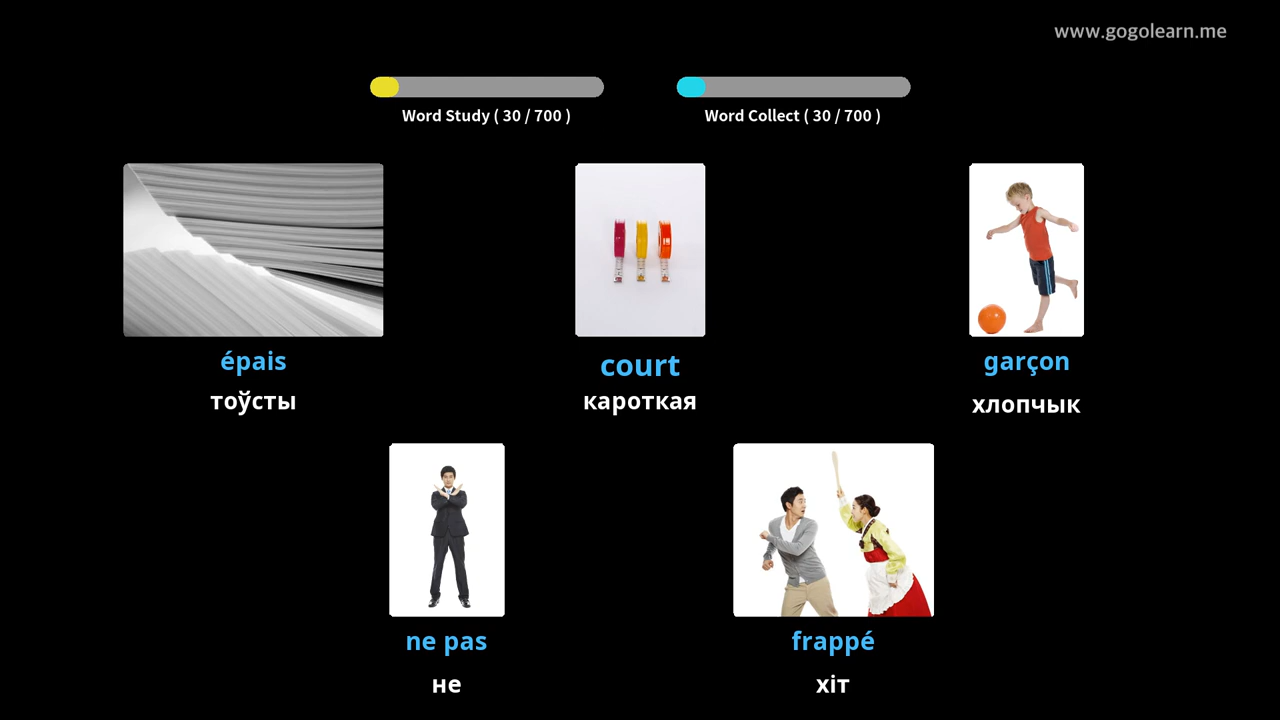 www.gogolearn.me
Word Study ( 30 / 700 )
Word Collect ( 30 / 700 )
épais
тоўсты
court
кароткая
garçon
хлопчык
ne pas
не
frappé
хіт